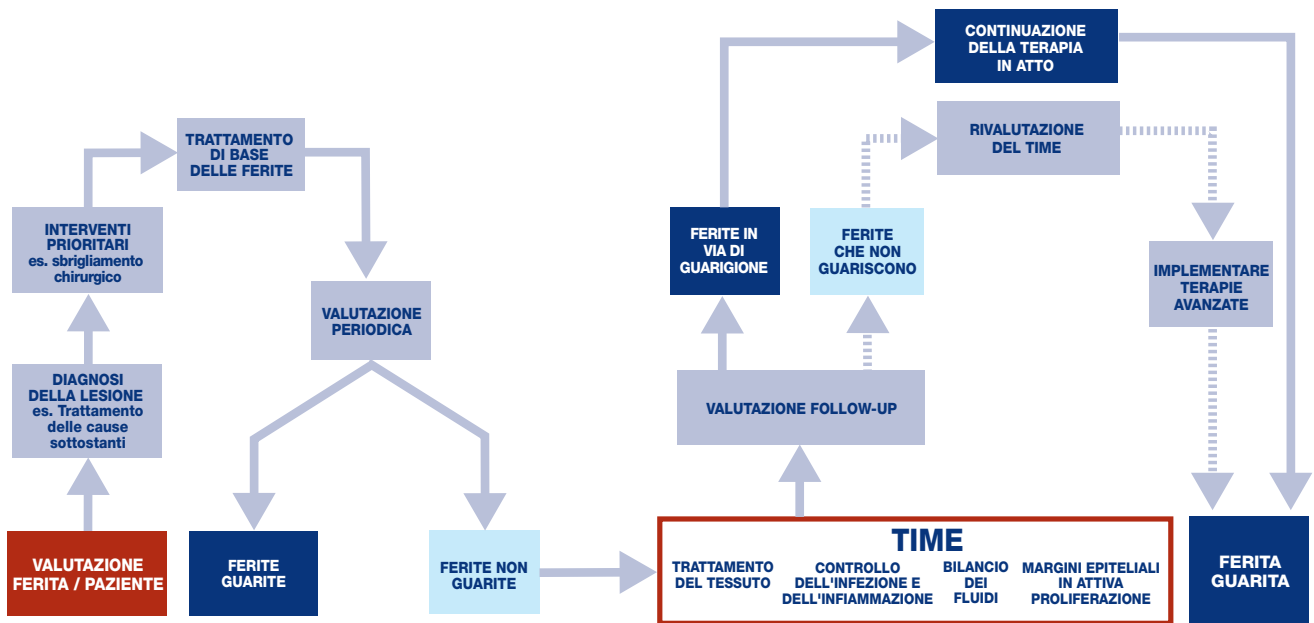 VALUTAZIONE
FERITA / PAZIENTE
DIAGNOSI
DELLA LESIONE
es. Trattamento
delle cause
sottostanti
INTERVENTI
PRIORITARI
es. sbrigliamento
chirurgico
TRATTAMENTO
DI BASE
DELLE FERITE
VALUTAZIONE
PERIODICA
FERITE
GUARITE
FERITE NON
GUARITE
TIME
TRATTAMENTO
DEL TESSUTO
CONTROLLO
DELL'INFEZIONE E
DELL'INFIAMMAZIONE
BILANCIO
DEI
FLUIDI
MARGINI EPITELIALI
IN ATTIVA
PROLIFERAZIONE
VALUTAZIONE FOLLOW-UP
FERITE IN
VIA DI
GUARIGIONE
FERITE
CHE NON
GUARISCONO
CONTINUAZIONE
DELLA TERAPIA
IN ATTO
RIVALUTAZIONE
DEL TIME
IMPLEMENTARE
TERAPIE
AVANZATE
FERITA
GUARITA